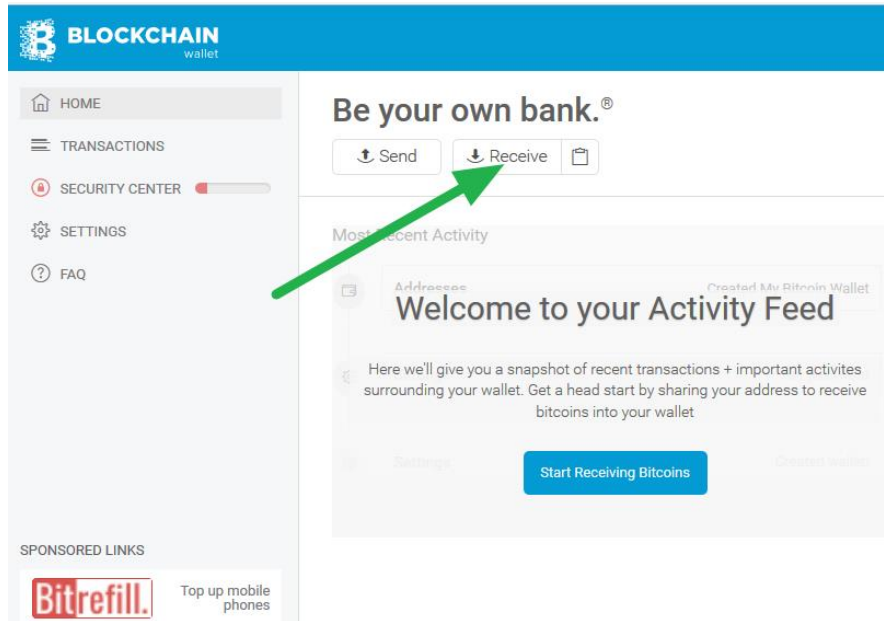 BLOCKCHAIN
wallet
HOME
TRANSACTIONS
SECURITY CENTER
SETTINGS
FAQ
SPONSORED LINKS
Bitrefill.
Top up mobile
phones
Be your own bank.®
Send
Receive
Most Recent Activity
Addresses
Created My Bitcoin Wallet
Welcome to your Activity Feed
Here we'll give you a snapshot of recent transactions + important activites
surrounding your wallet. Get a head start by sharing your address to receive
bitcoins into your wallet
Settings
Created wallet
Start Receiving Bitcoins